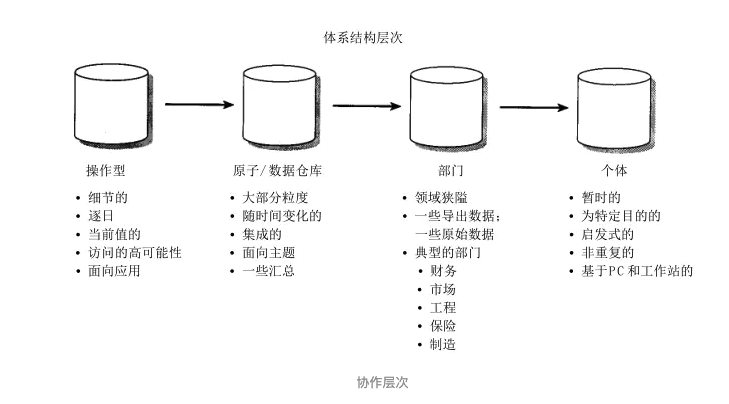 体系结构层次
操作型
• 细节的
• 逐日
• 当前值的
• 访问的高可能性
• 面向应用
原子/数据仓库
• 大部分粒度
• 随时间变化的
• 集成的
• 面向主题
• 一些汇总
部门
• 领域狭隘
• 一些导出数据；
一些原始数据
• 典型的部门
• 财务
• 市场
• 工程
• 保险
• 制造
个体
• 暂时的
• 为特定目的的
• 启发式的
• 非重复的
• 基于PC和工作站的
协作层次